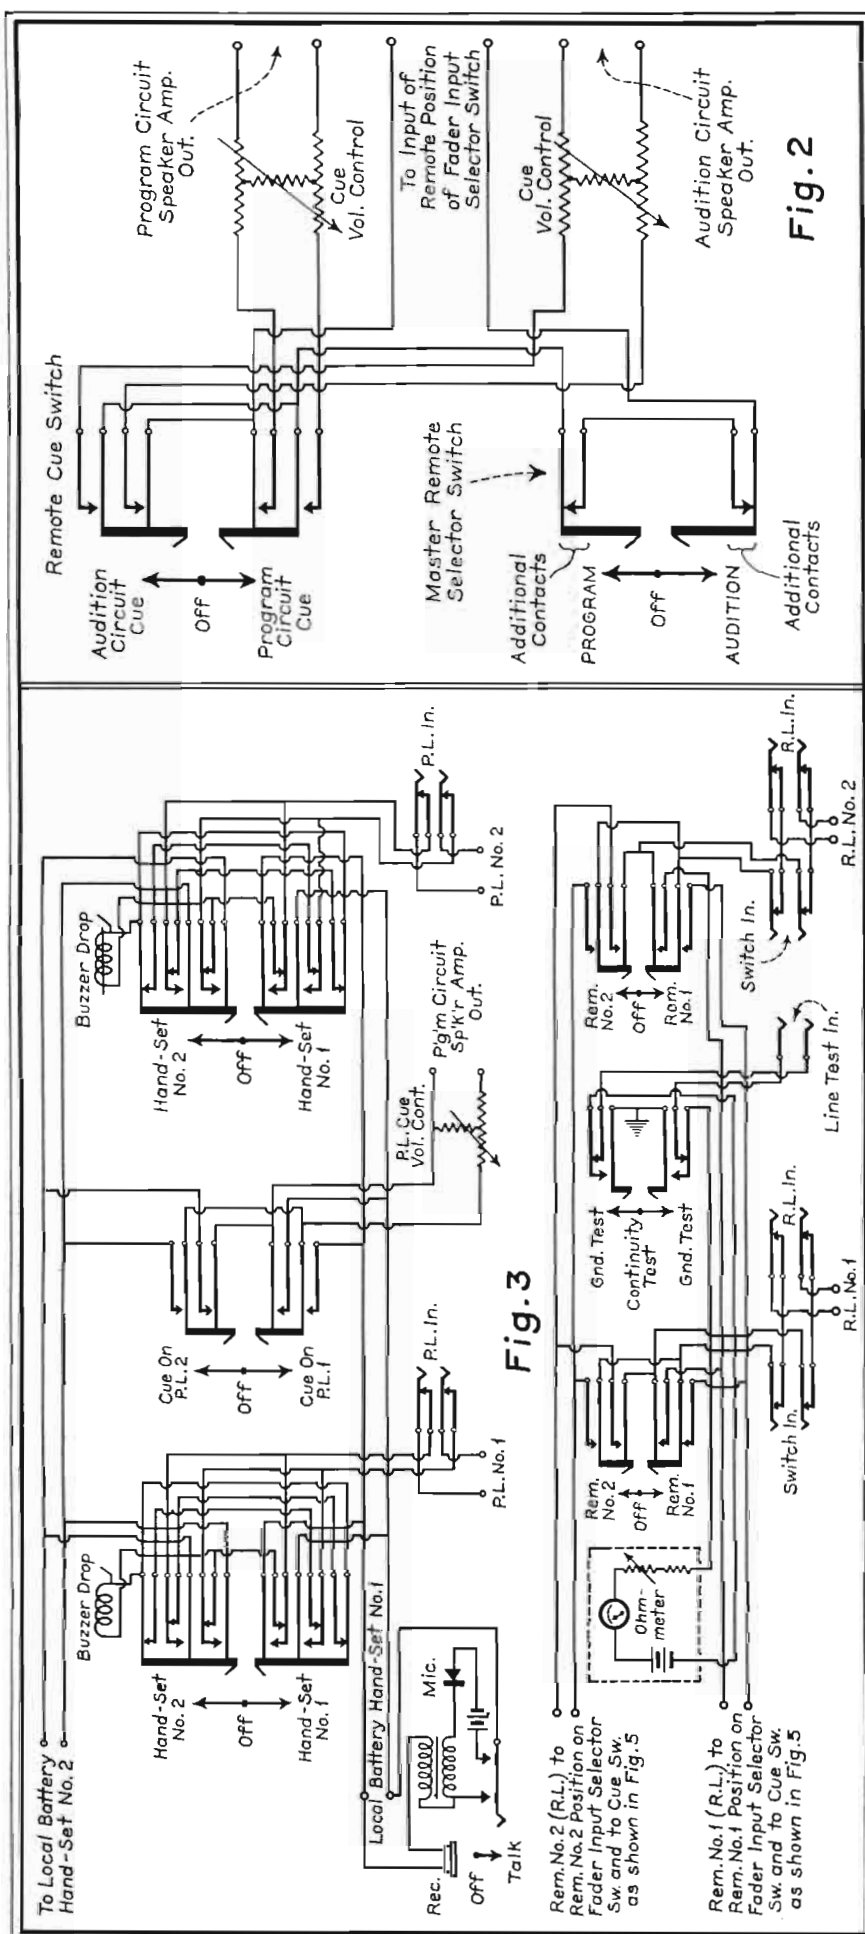 Remote Cue Switch
Audition
Circuit
Cue
Off
Program
Circuit
Cue
Program Circuit
Speaker Amp.
Out.
Cue
Vol. Control
To Input of
Remote Position
of Fader Input
Selector Switch
Cue
Vol. Control
Audition Circuit
Speaker Amp.
Out.
Master Remote
Selector Switch
Additional
Contacts
PROGRAM
Off
AUDITION
Additional
Contacts
Fig. 2
To Local Battery
Hand-Set No. 2
Buzzer Drop
Hand-Set
No. 2
Off
Hand-Set
No. 1
Local Battery Hand-Set No. 1
Rec.
Mic.
Off
Talk
P.L. In.
P.L. No. 1
Cue On
P.L. 2
Off
Cue On
P.L. 1
P.L. Cue
Vol. Cont.
P'g'm Circuit
Sp'k'r Amp.
Out.
Buzzer Drop
Hand-Set
No. 2
Off
Hand-Set
No. 1
P.L. In.
P.L. No. 2
Fig. 3
Rem. No. 2 (R.L.) to
Rem. No. 2 Position on
Fader Input Selector
Sw. and to Cue Sw.
as shown in Fig. 5
Rem. No. 1 (R.L.) to
Rem. No. 1 Position on
Fader Input Selector
Sw. and to Cue Sw.
as shown in Fig. 5
Ohm-
meter
Rem.
No. 2
Off
Rem.
No. 1
Switch In.
R.L. In.
R.L. No. 1
Gnd. Test
Continuity
Test
Gnd. Test
Line Test In.
Rem.
No. 2
Off
Rem.
No. 1
Switch In.
R.L. In.
R.L. No. 2